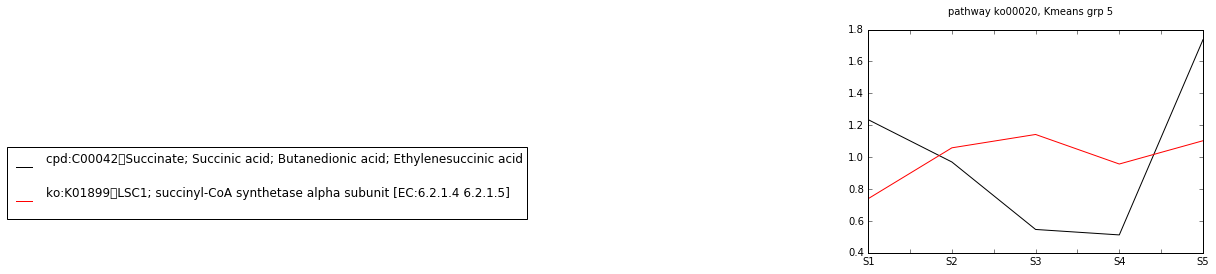 pathway ko00020, Kmeans grp 5
cpd:C00042▯Succinate; Succinic acid; Butanedionic acid; Ethylenesuccinic acid
ko:K01899▯LSC1; succinyl-CoA synthetase alpha subunit [EC:6.2.1.4 6.2.1.5]
1.8
1.6
1.4
1.2
1.0
0.8
0.6
0.4
S1 S2 S3 S4 S5